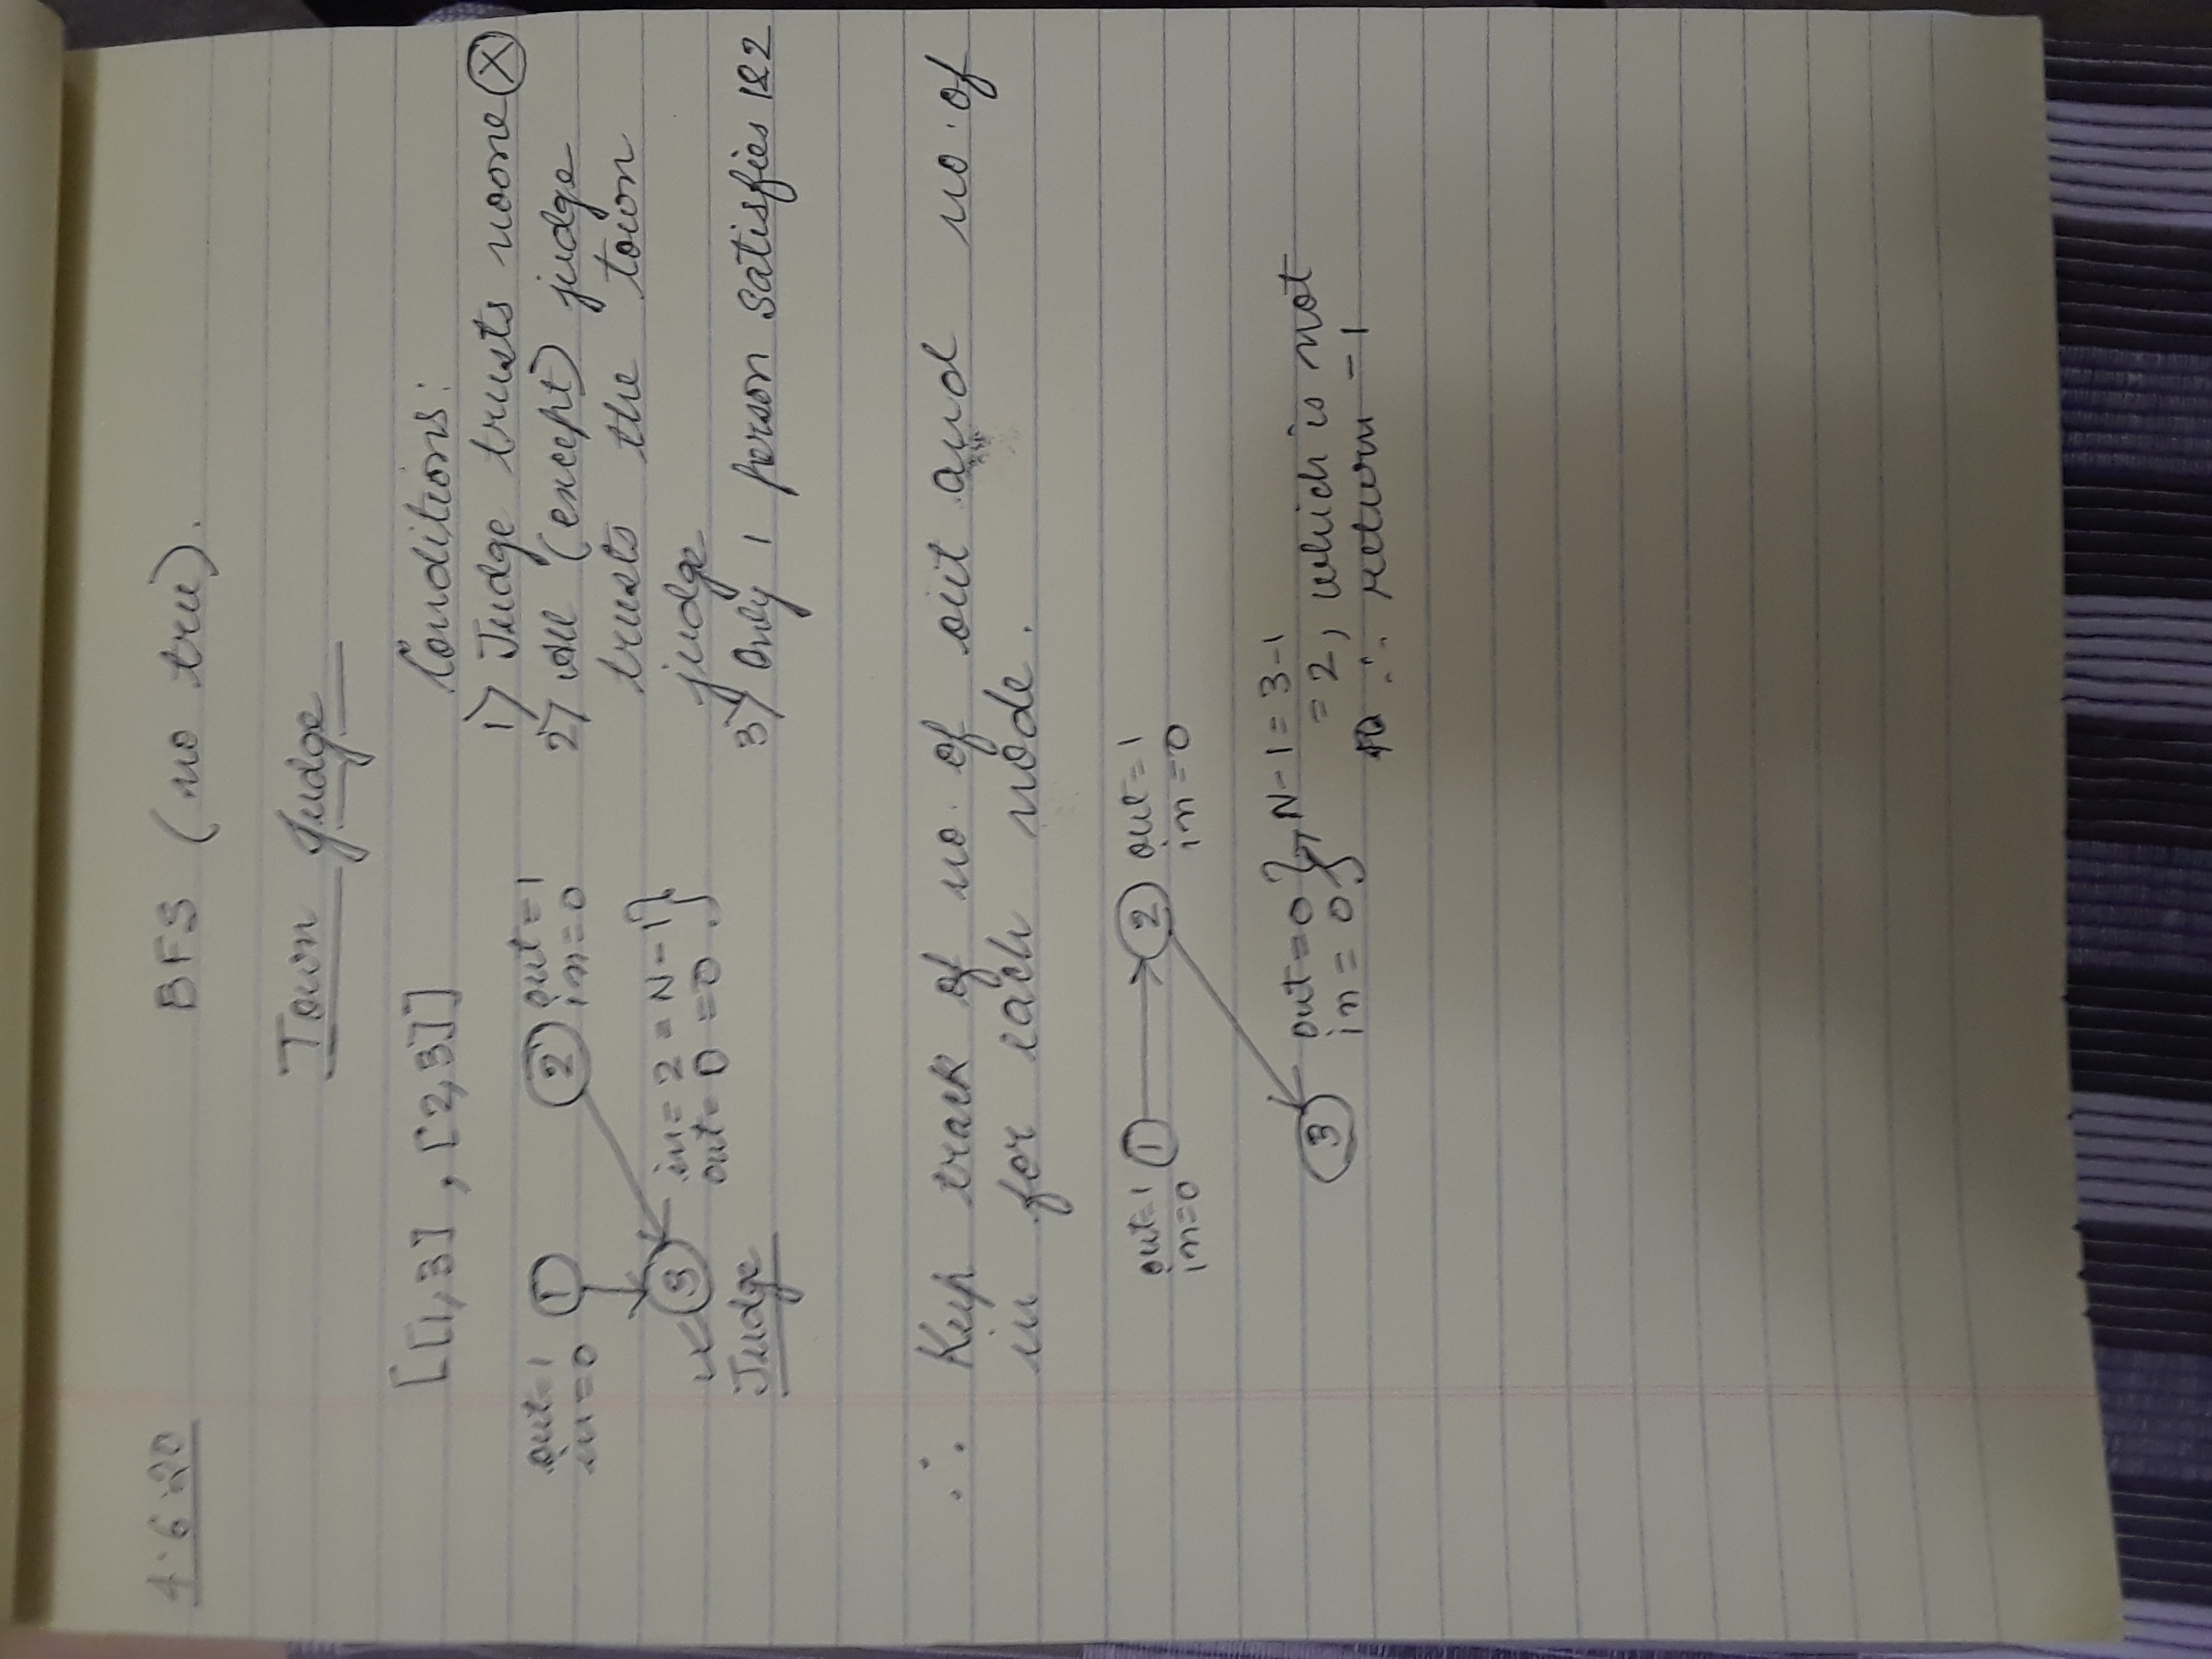 4.6.20
BFS (no tree).
Town Judge
[[1,3] , [2,3]]
out=1
in=0
1
2
out=1
in=0
3
in= 2 = N-1}
out= 0 = 0
Judge
Conditions:
1) Judge trusts noone X
2) All (except) judge
trusts the town
judge
3) Only 1 person satisfies 1&2
∴ Keep track of no. of out and no. of
in for each node.
out=1
in=0
1
2
out=1
in=0
3
out=0
in=0
N-1 = 3-1
= 2, which is not
∴ return -1